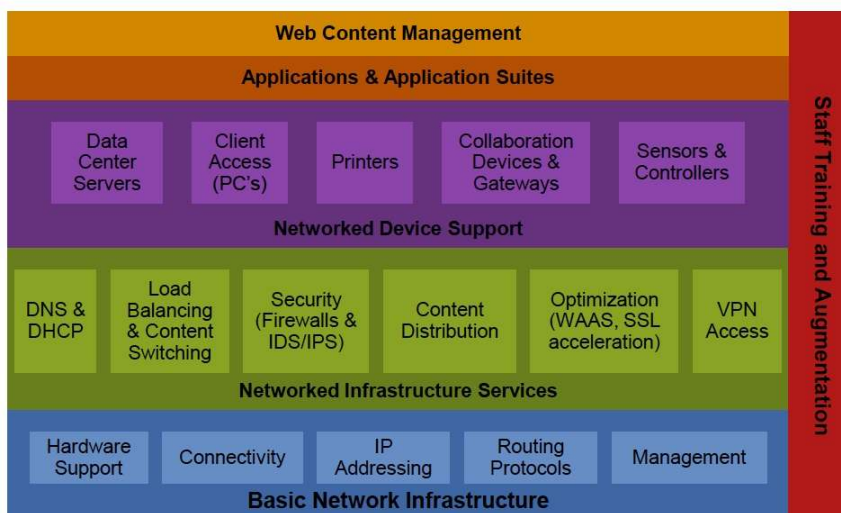 Web Content Management
Applications & Application Suites
Data
Center
Servers
Client
Access
(PC's)
Printers
Collaboration
Devices &
Gateways
Sensors &
Controllers
Networked Device Support
DNS &
DHCP
Load
Balancing
& Content
Switching
Security
(Firewalls &
IDS/IPS)
Content
Distribution
Optimization
(WAAS, SSL
acceleration)
VPN
Access
Networked Infrastructure Services
Hardware
Support
Connectivity
IP
Addressing
Routing
Protocols
Management
Basic Network Infrastructure
Staff Training and Augmentation